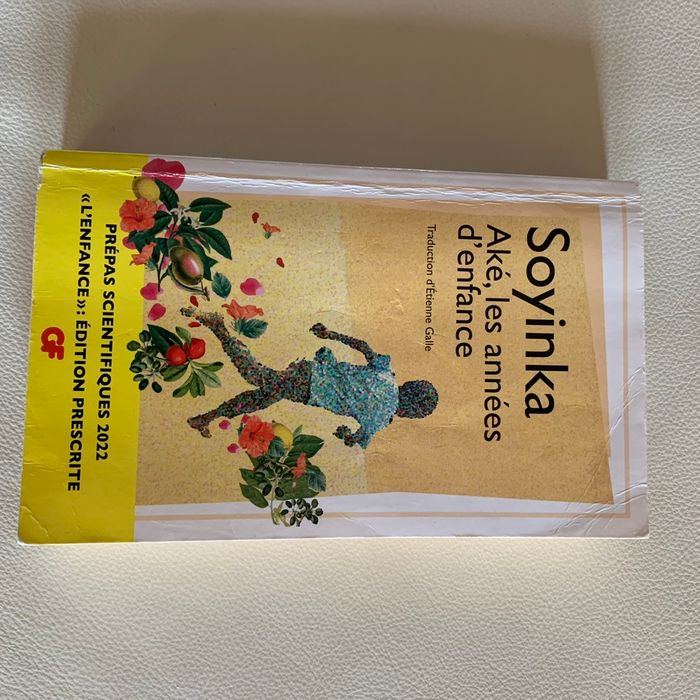 Soyinka
Aké, les années
d'enfance
Traduction d'Étienne Galle
PRÉPAS SCIENTIFIQUES 2022
«L'ENFANCE» : ÉDITION PRESCRITE
GF